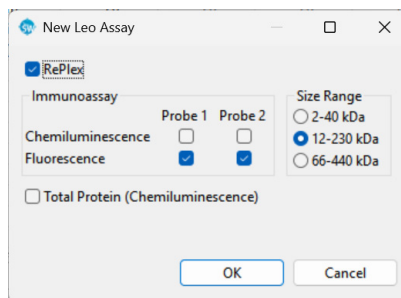 New Leo Assay
RePlex
Immunoassay
Probe 1 Probe 2
Chemiluminescence
Fluorescence
Size Range
2-40 kDa
12-230 kDa
66-440 kDa
Total Protein (Chemiluminescence)
OK Cancel